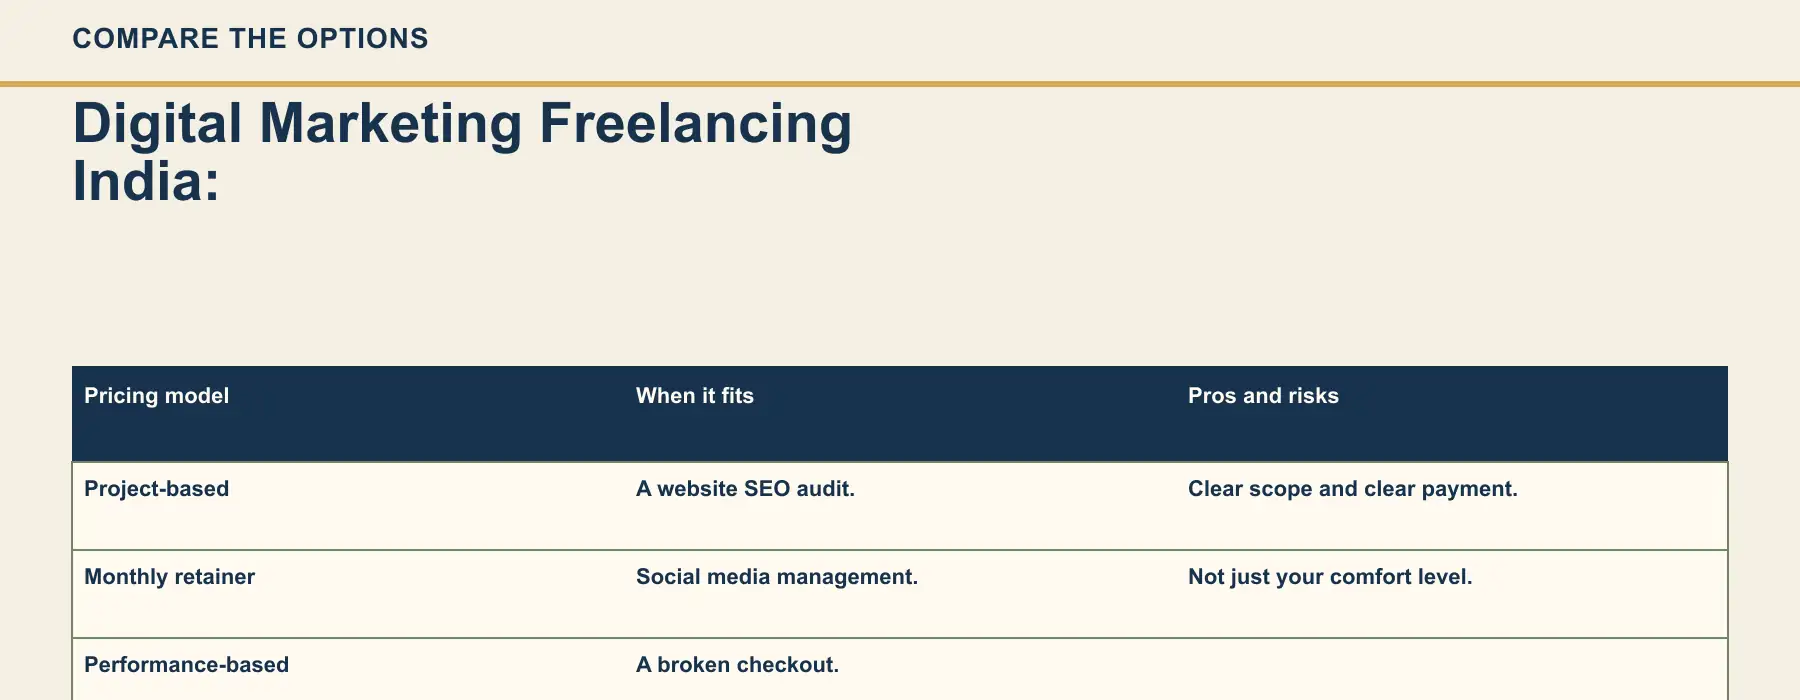 COMPARE THE OPTIONS
Digital Marketing Freelancing
India:
Pricing model When it fits Pros and risks
Project-based A website SEO audit. Clear scope and clear payment.
Monthly retainer Social media management. Not just your comfort level.
Performance-based A broken checkout.